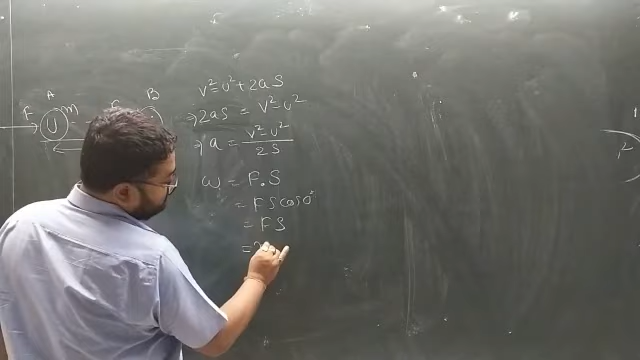 v²=u²+2aS
⇒ 2aS = v²-u²
⇒ a = v²-u² / 2S
A B
F m F
U
ω = F.S
= FS cos0°
= FS
=